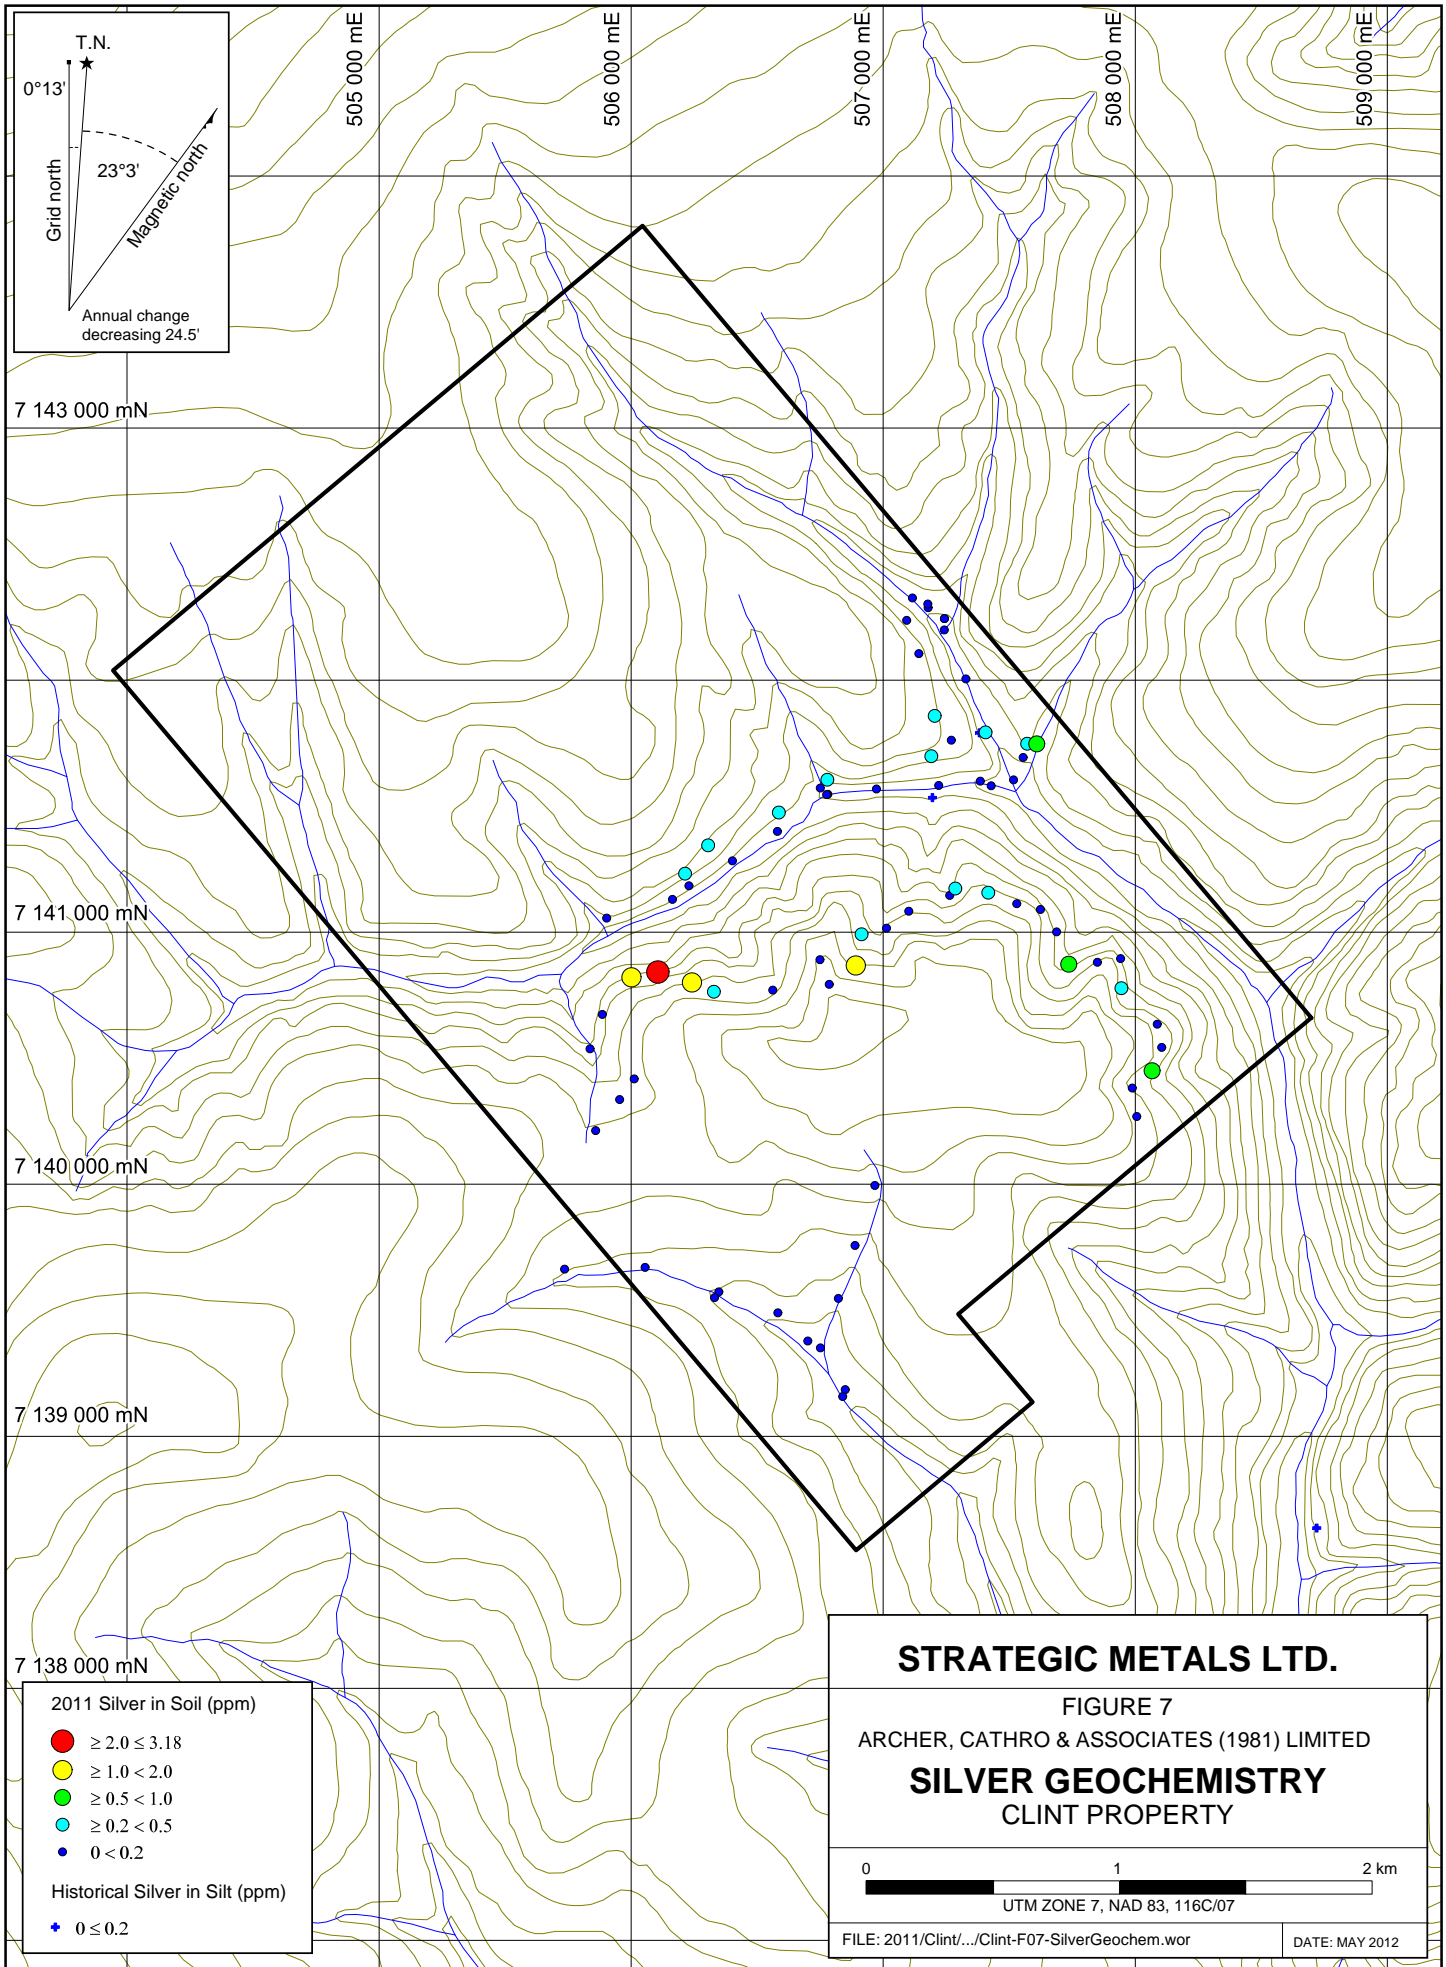 T.N.
0°13'
23°3'
Grid north
Magnetic north
Annual change
decreasing 24.5'
505 000 mE
506 000 mE
507 000 mE
508 000 mE
509 000 mE
7 143 000 mN
7 141 000 mN
7 140 000 mN
7 139 000 mN
7 138 000 mN
2011 Silver in Soil (ppm)
≥ 2.0 ≤ 3.18
≥ 1.0 < 2.0
≥ 0.5 < 1.0
≥ 0.2 < 0.5
0 < 0.2
Historical Silver in Silt (ppm)
0 ≤ 0.2
STRATEGIC METALS LTD.
FIGURE 7
ARCHER, CATHRO & ASSOCIATES (1981) LIMITED
SILVER GEOCHEMISTRY
CLINT PROPERTY
0 1 2 km
UTM ZONE 7, NAD 83, 116C/07
FILE: 2011/Clint/.../Clint-F07-SilverGeochem.wor
DATE: MAY 2012